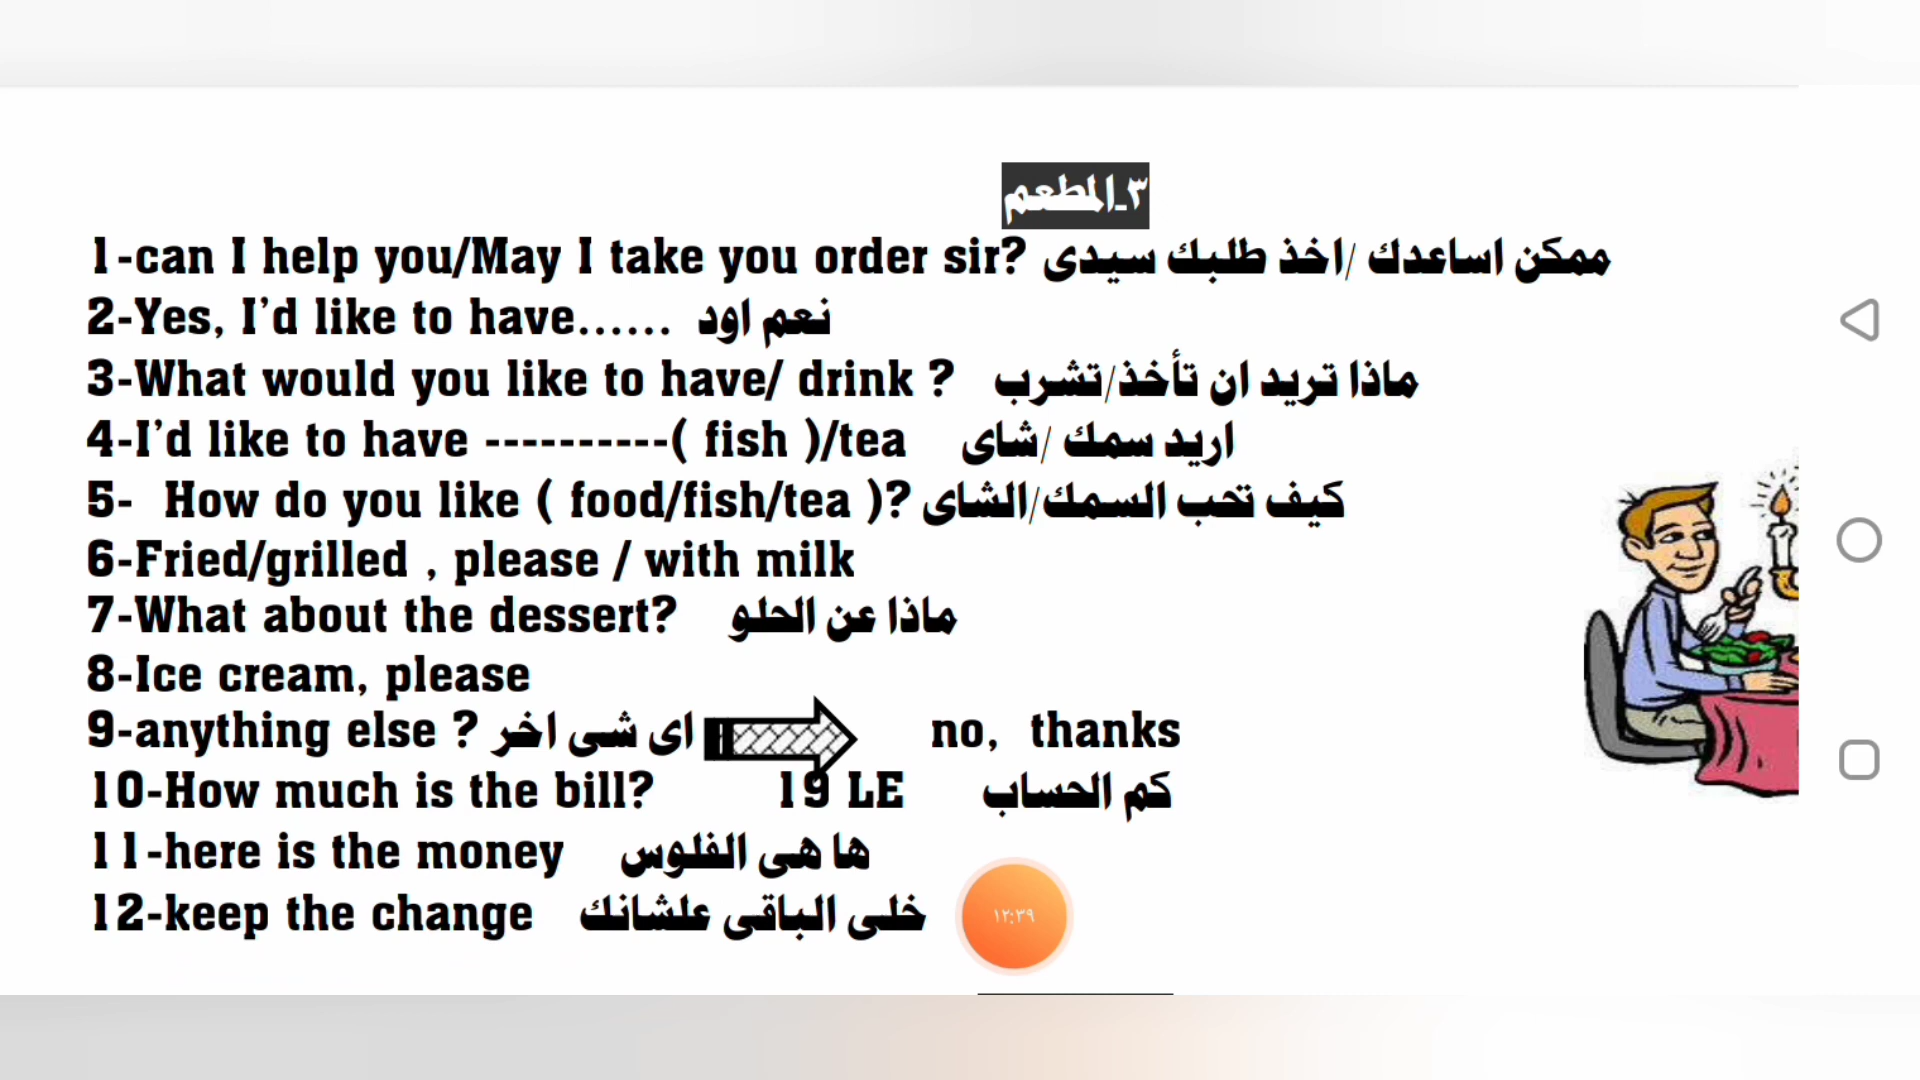 ٣ـالمطعم
1-can I help you/May I take you order sir? ممكن اساعدك /اخذ طلبك سيدى
2-Yes, I’d like to have...... نعم اود
3-What would you like to have/ drink ? ماذا تريد ان تأخذ/تشرب
4-I’d like to have ----------( fish )/tea اريد سمك /شاى
5- How do you like ( food/fish/tea )? كيف تحب السمك/الشاى
6-Fried/grilled , please / with milk
7-What about the dessert? ماذا عن الحلو
8-Ice cream, please
9-anything else ? اى شى اخر no, thanks
10-How much is the bill? 19 LE كم الحساب
11-here is the money ها هى الفلوس
12-keep the change خلى الباقى علشانك
١٢:٣٩